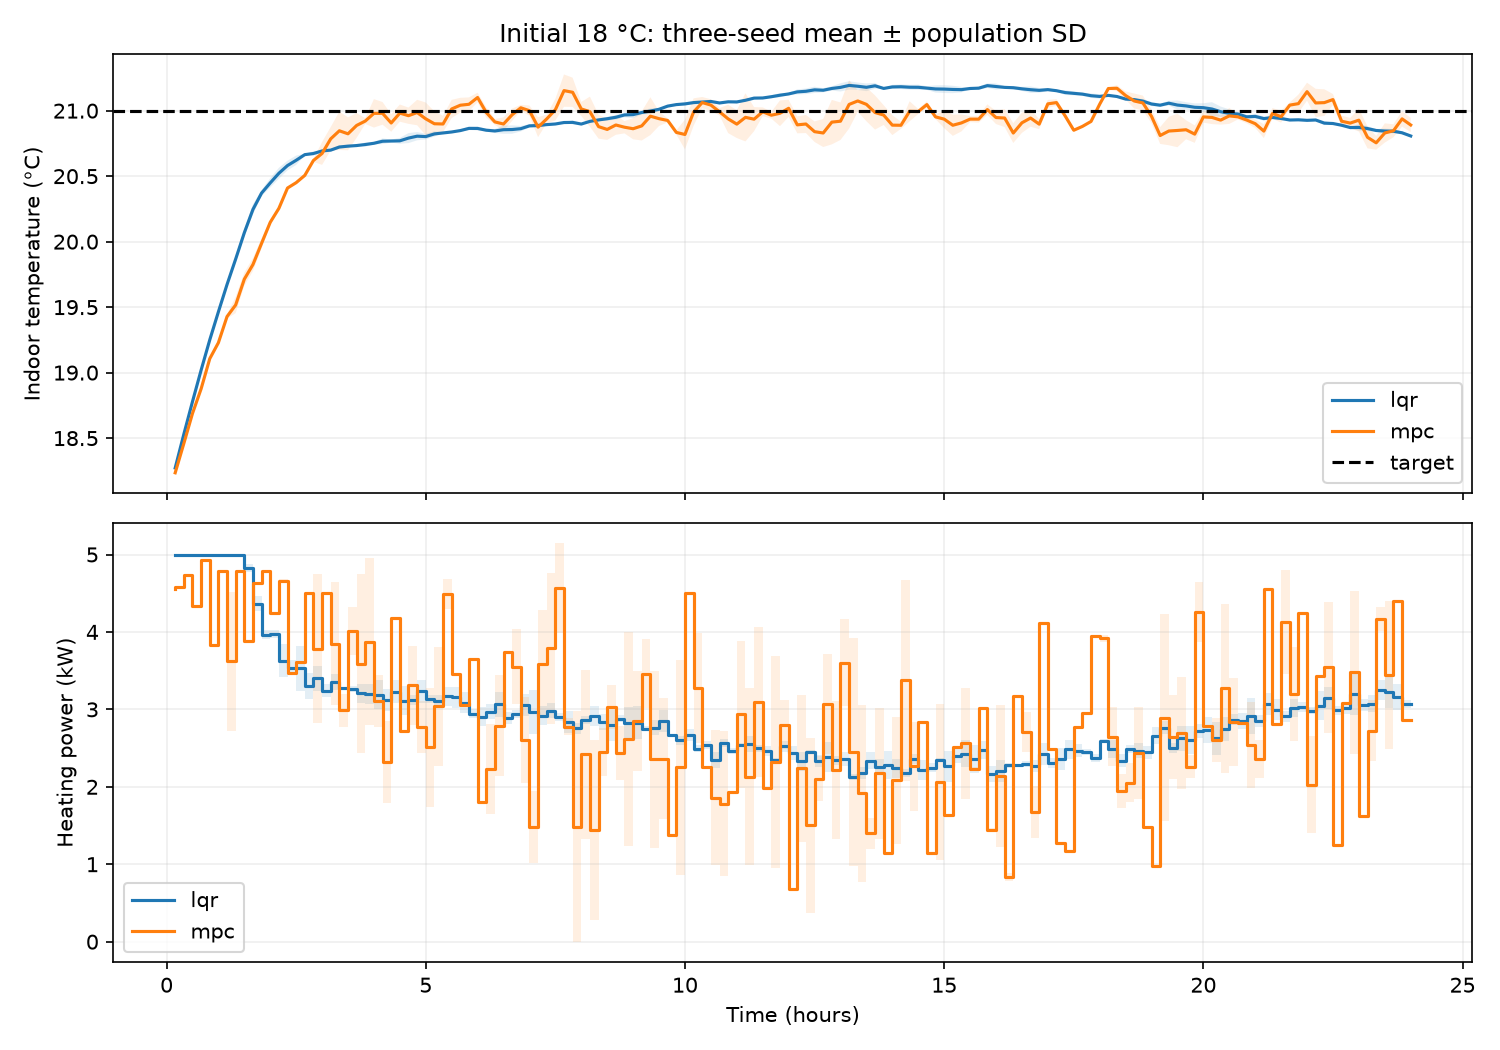 Initial 18 °C: three-seed mean ± population SD
Indoor temperature (°C)
21.0
20.5
20.0
19.5
19.0
18.5
lqr
mpc
target
Heating power (kW)
5
4
3
2
1
0
lqr
mpc
0
5
10
15
20
25
Time (hours)